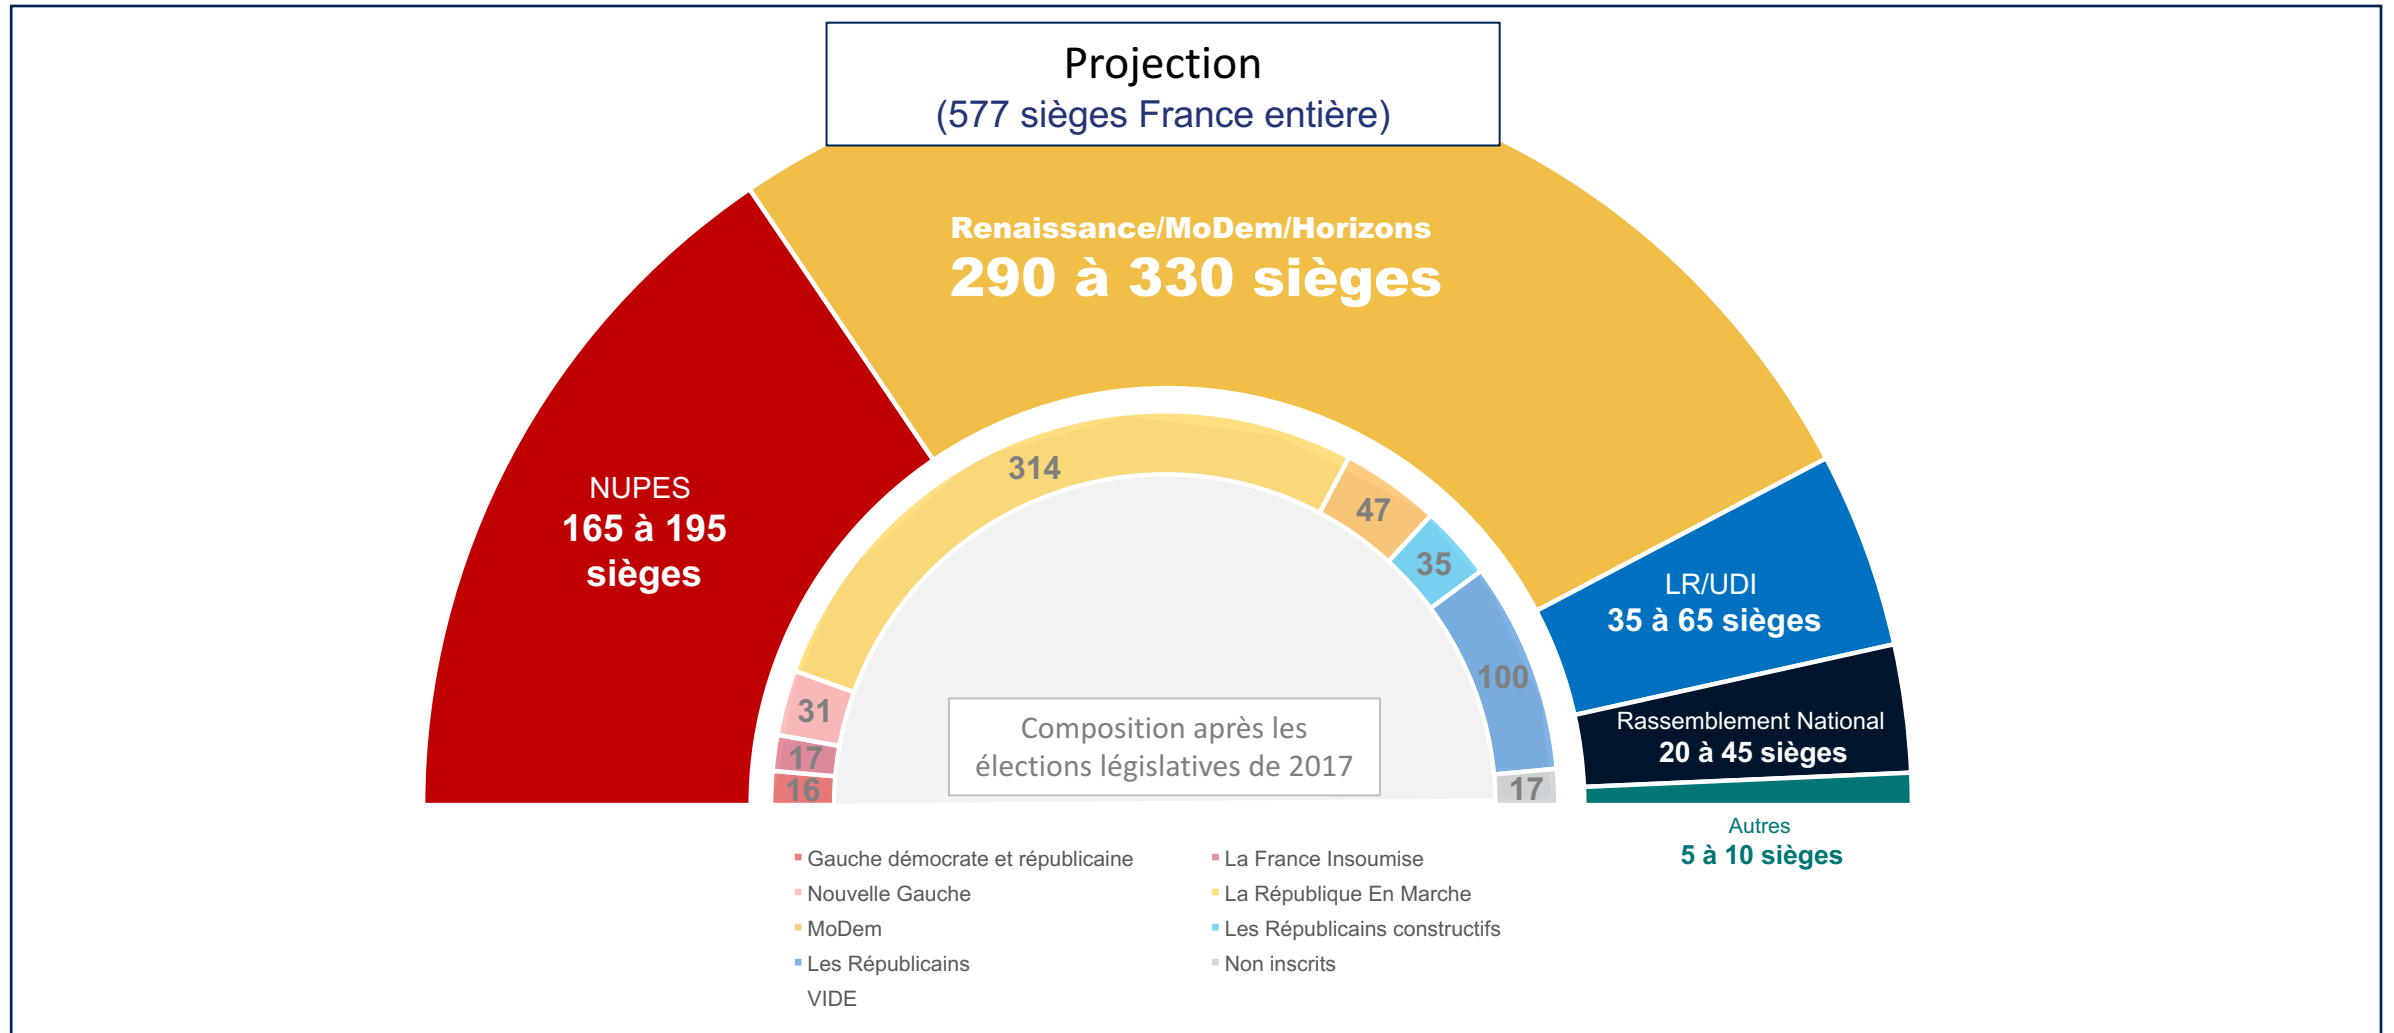 Projection
(577 sièges France entière)
Renaissance/MoDem/Horizons
290 à 330 sièges
NUPES
165 à 195
sièges
LR/UDI
35 à 65 sièges
Rassemblement National
20 à 45 sièges
Autres
5 à 10 sièges
314
47
35
100
31
17
16
17
Composition après les
élections législatives de 2017
Gauche démocrate et républicaine
La France Insoumise
Nouvelle Gauche
La République En Marche
MoDem
Les Républicains constructifs
Les Républicains
Non inscrits
VIDE